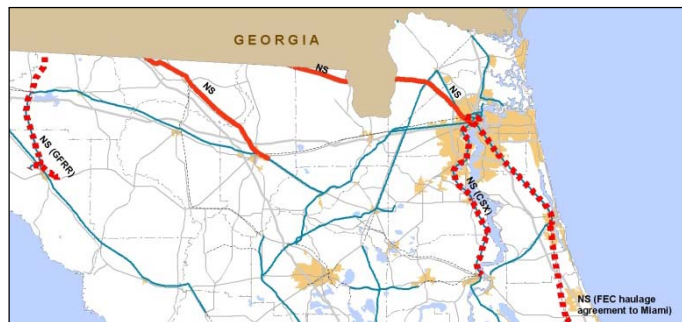 GEORGIA
NS
NS
NS
NS (GFRR)
NS (CSX)
NS (FEC haulage
agreement to Miami)